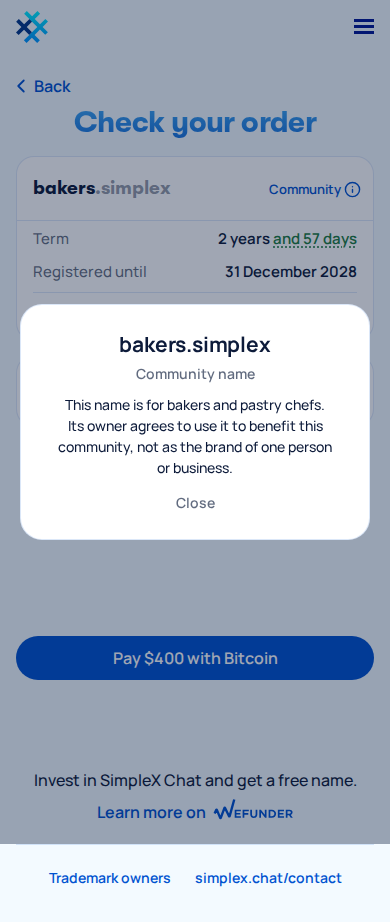 Back
Check your order
bakers.simplex
Community
Term
2 years and 57 days
Registered until
31 December 2028
bakers.simplex
Community name
This name is for bakers and pastry chefs.
Its owner agrees to use it to benefit this
community, not as the brand of one person
or business.
Close
Pay $400 with Bitcoin
Invest in SimpleX Chat and get a free name.
Learn more on WEFUNDER
Trademark owners
simplex.chat/contact